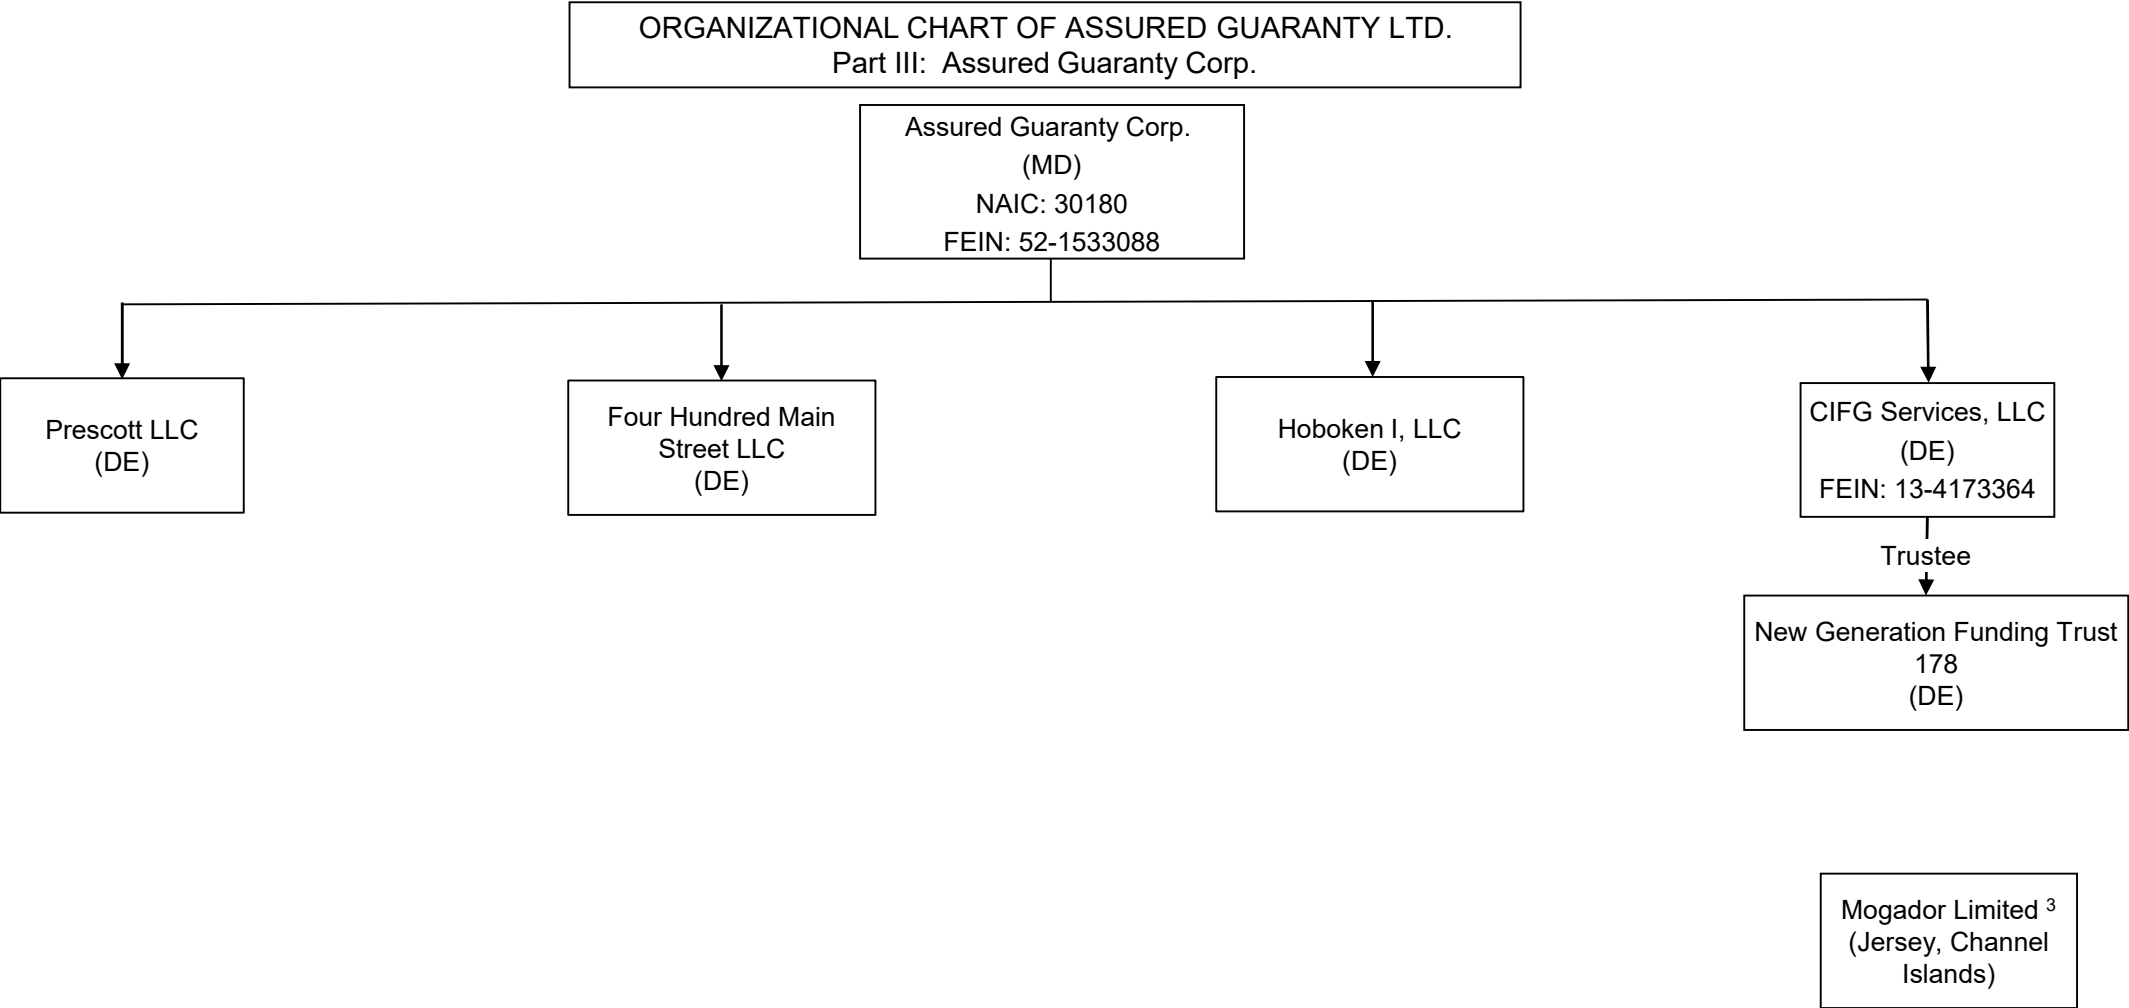 ORGANIZATIONAL CHART OF ASSURED GUARANTY LTD.
Part III:  Assured Guaranty Corp.
Assured Guaranty Corp.
(MD)
NAIC: 30180
FEIN: 52-1533088
Prescott LLC
(DE)
Four Hundred Main
Street LLC
(DE)
Hoboken I, LLC
(DE)
CIFG Services, LLC
(DE)
FEIN: 13-4173364
Trustee
New Generation Funding Trust
178
(DE)
Mogador Limited ³
(Jersey, Channel
Islands)